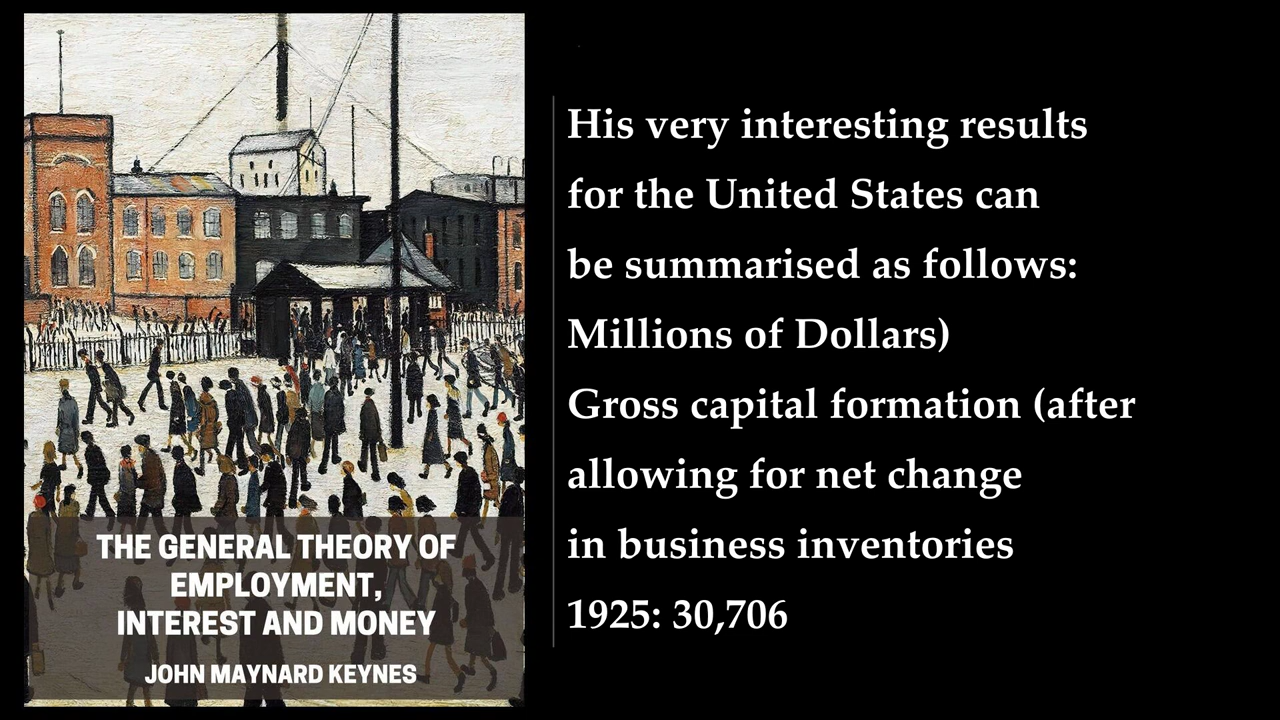 THE GENERAL THEORY OF
EMPLOYMENT,
INTEREST AND MONEY
JOHN MAYNARD KEYNES
His very interesting results
for the United States can
be summarised as follows:
Millions of Dollars)
Gross capital formation (after
allowing for net change
in business inventories
1925: 30,706